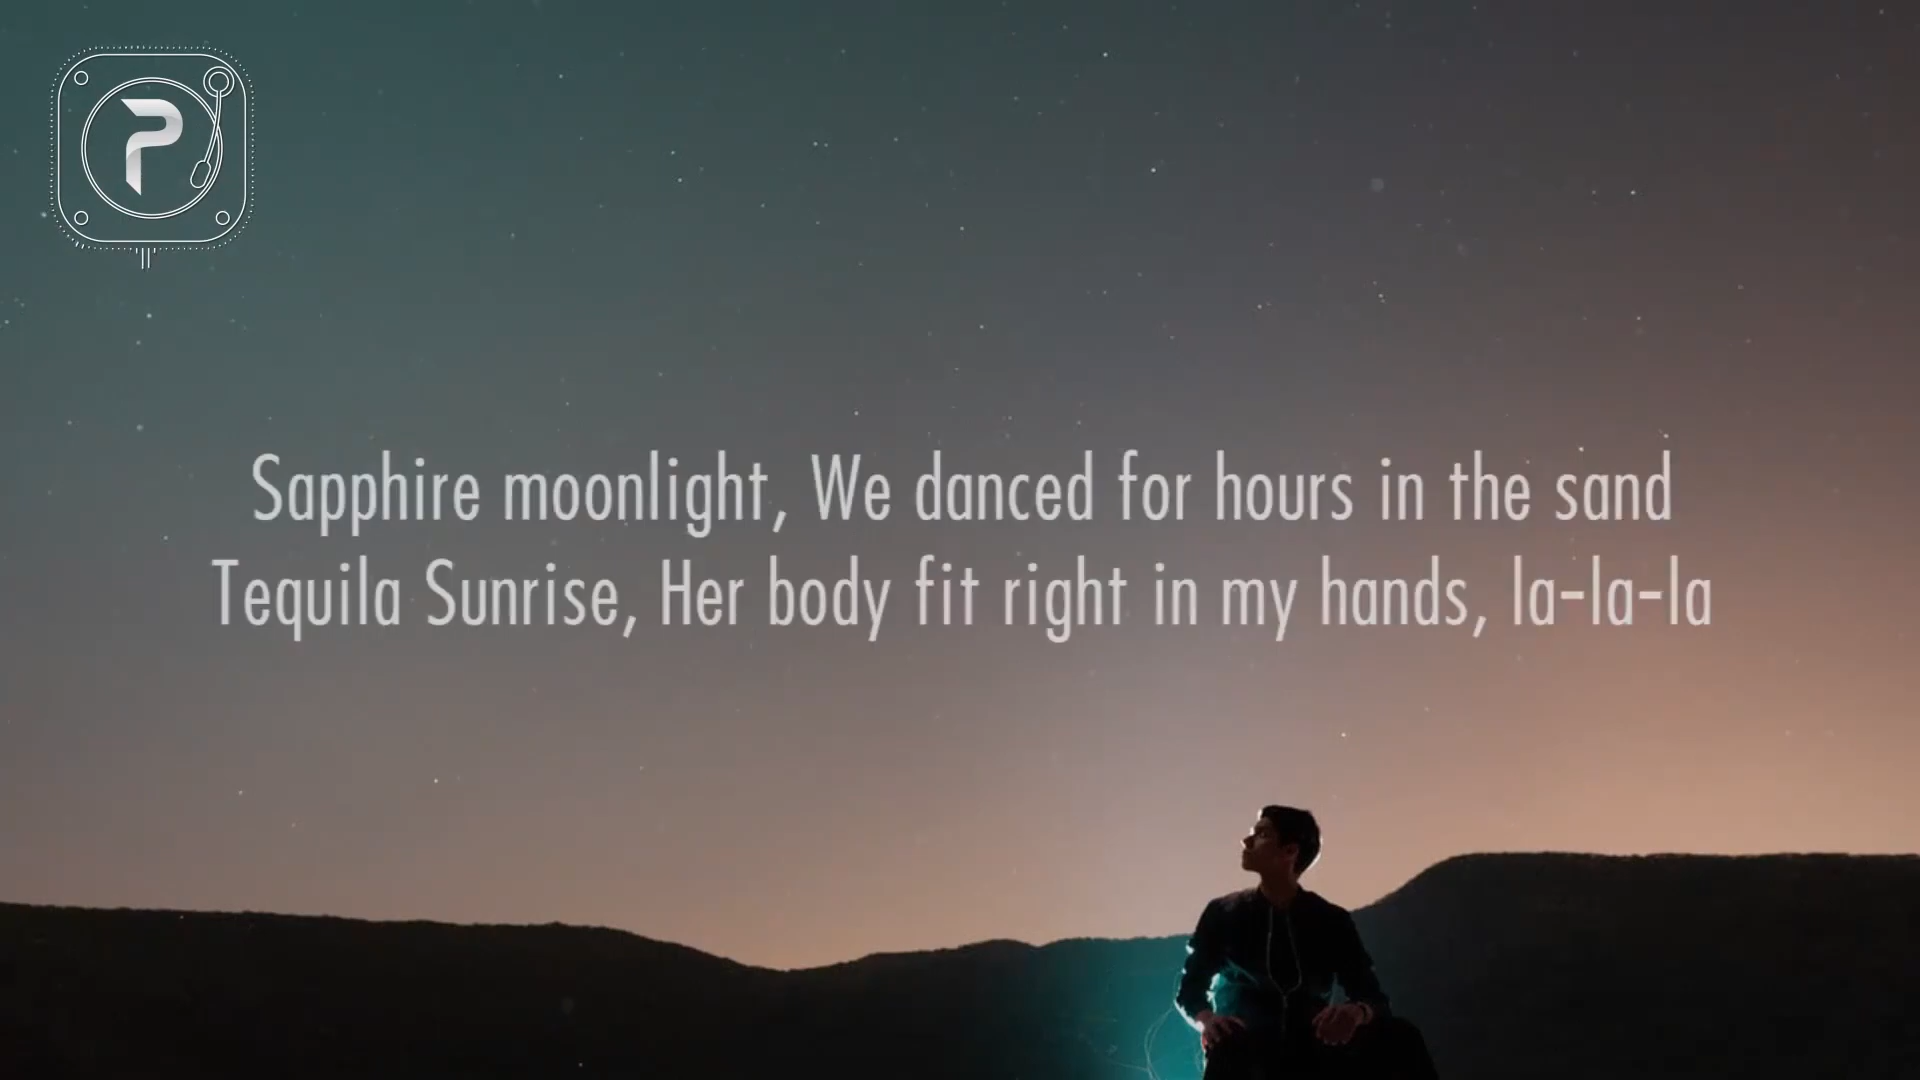 P
Sapphire moonlight, We danced for hours in the sand
Tequila Sunrise, Her body fit right in my hands, la-la-la